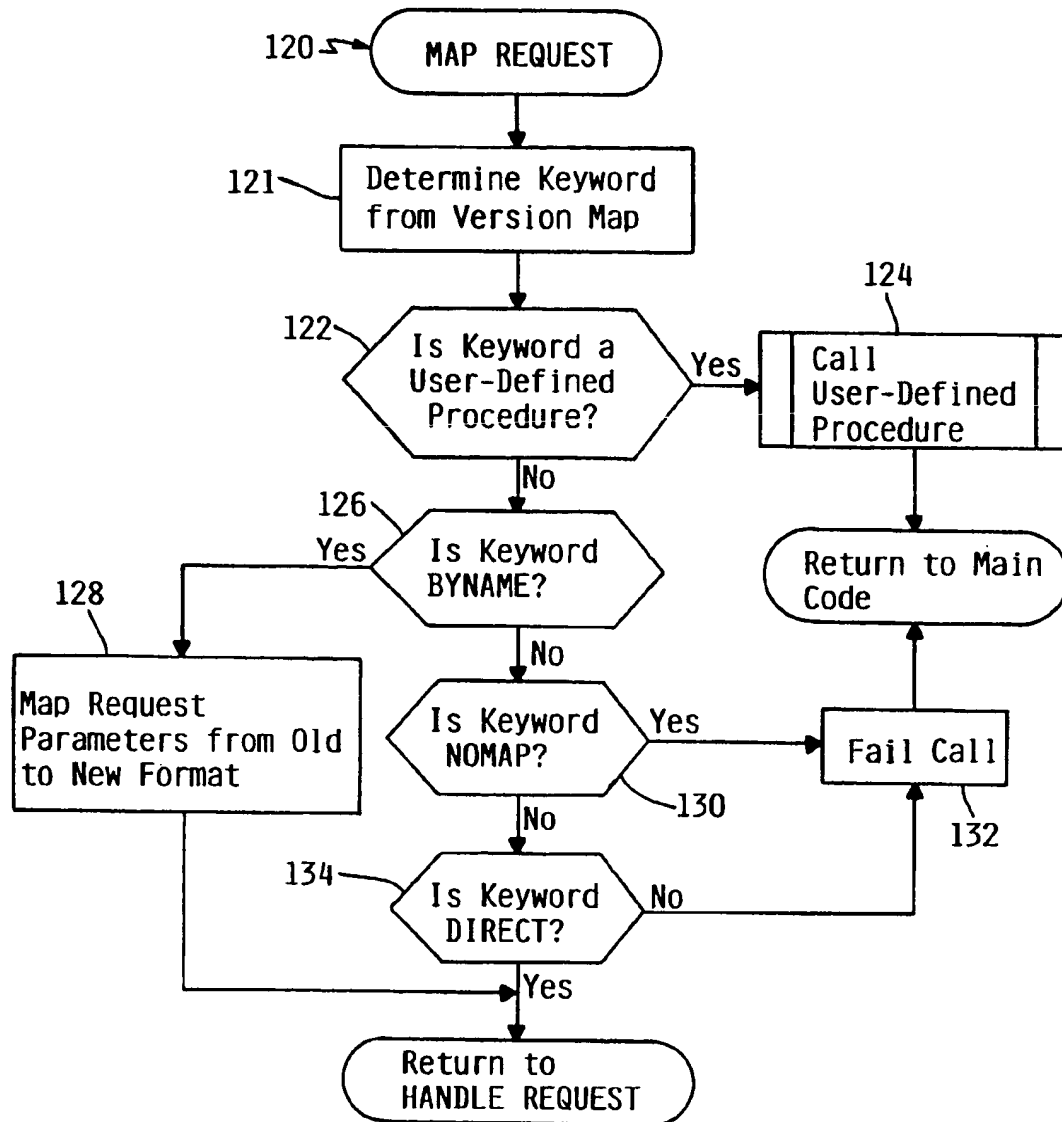 120
MAP REQUEST
121
Determine Keyword
from Version Map
122
Is Keyword a
User-Defined
Procedure?
Yes
124
Call
User-Defined
Procedure
No
126
Yes
Is Keyword
BYNAME?
Return to Main
Code
128
No
Map Request
Parameters from Old
to New Format
Is Keyword
NOMAP?
Yes
Fail Call
130
132
No
134
Is Keyword
DIRECT?
No
Yes
Return to
HANDLE REQUEST